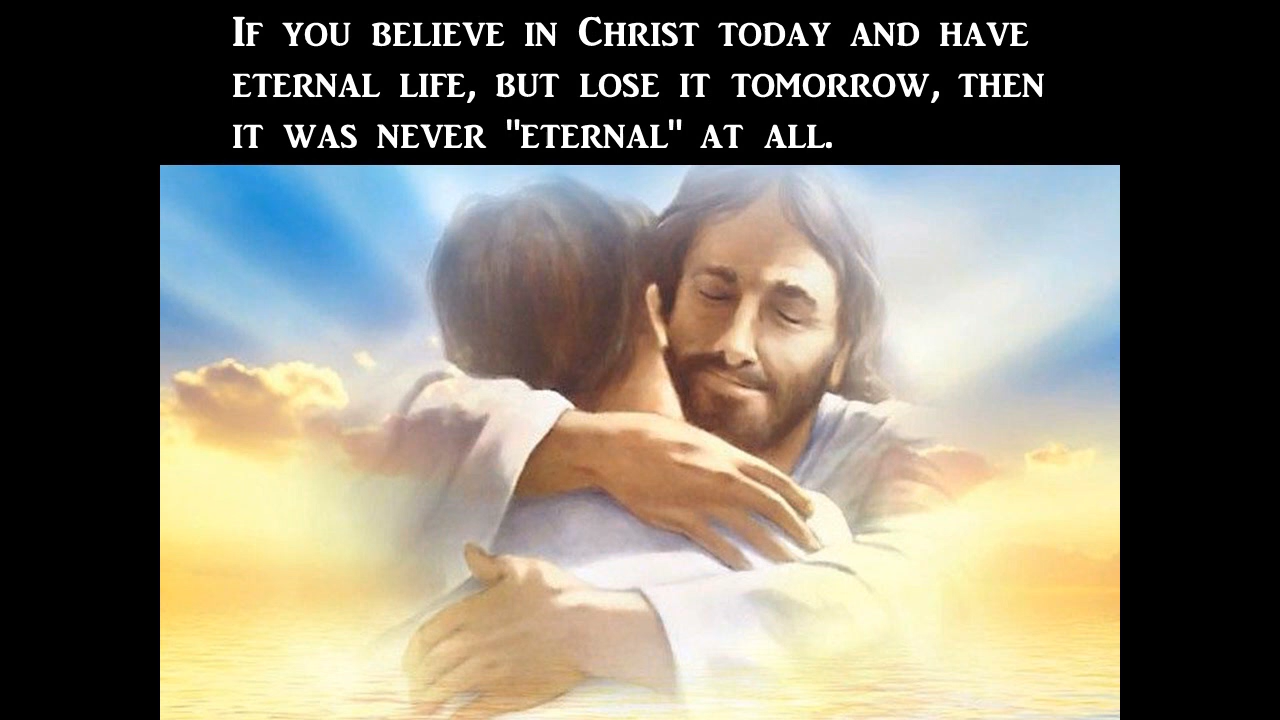 If you believe in Christ today and have
eternal life, but lose it tomorrow, then
it was never "eternal" at all.